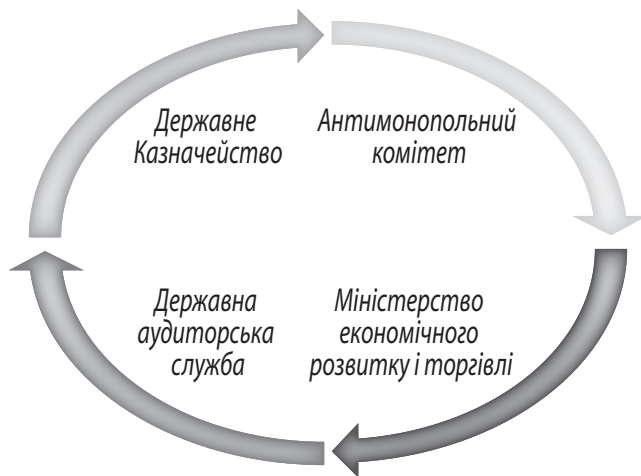 Державне
Казначейство
Антимонопольний
комітет
Державна
аудиторська
служба
Міністерство
економічного
розвитку і торгівлі